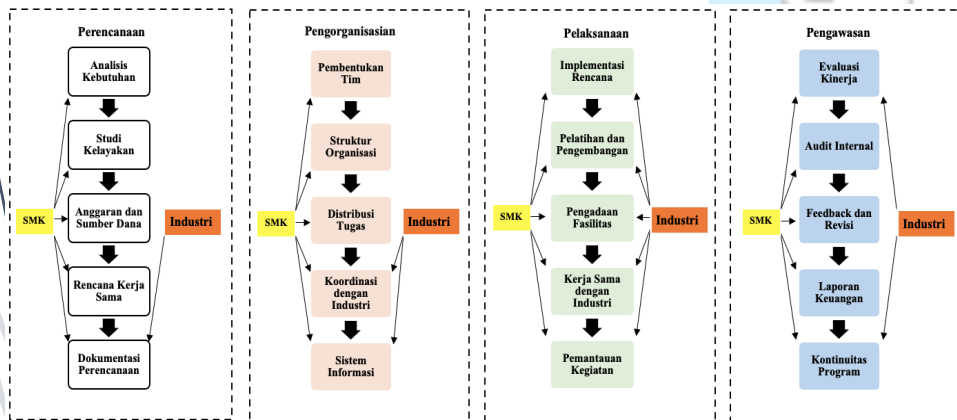 Perencanaan
Analisis
Kebutuhan
Studi
Kelayakan
Anggaran dan
Sumber Dana
Rencana Kerja
Sama
Dokumentasi
Perencanaan
SMK
Industri
Pengorganisasian
Pembentukan
Tim
Struktur
Organisasi
Distribusi
Tugas
Koordinasi
dengan
Industri
Sistem
Informasi
SMK
Industri
Pelaksanaan
Implementasi
Rencana
Pelatihan dan
Pengembangan
Pengadaan
Fasilitas
Kerja Sama
dengan
Industri
Pemantauan
Kegiatan
SMK
Industri
Pengawasan
Evaluasi
Kinerja
Audit Internal
Feedback dan
Revisi
Laporan
Keuangan
Kontinuitas
Program
SMK
Industri